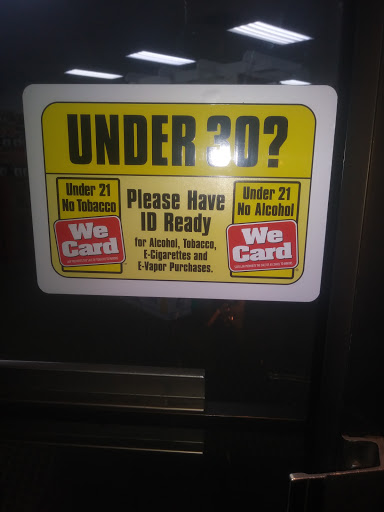 UNDER 30?
Under 21
No Tobacco
We
Card
Please Have
ID Ready
for Alcohol, Tobacco,
E-Cigarettes and
E-Vapor Purchases.
Under 21
No Alcohol
We
Card